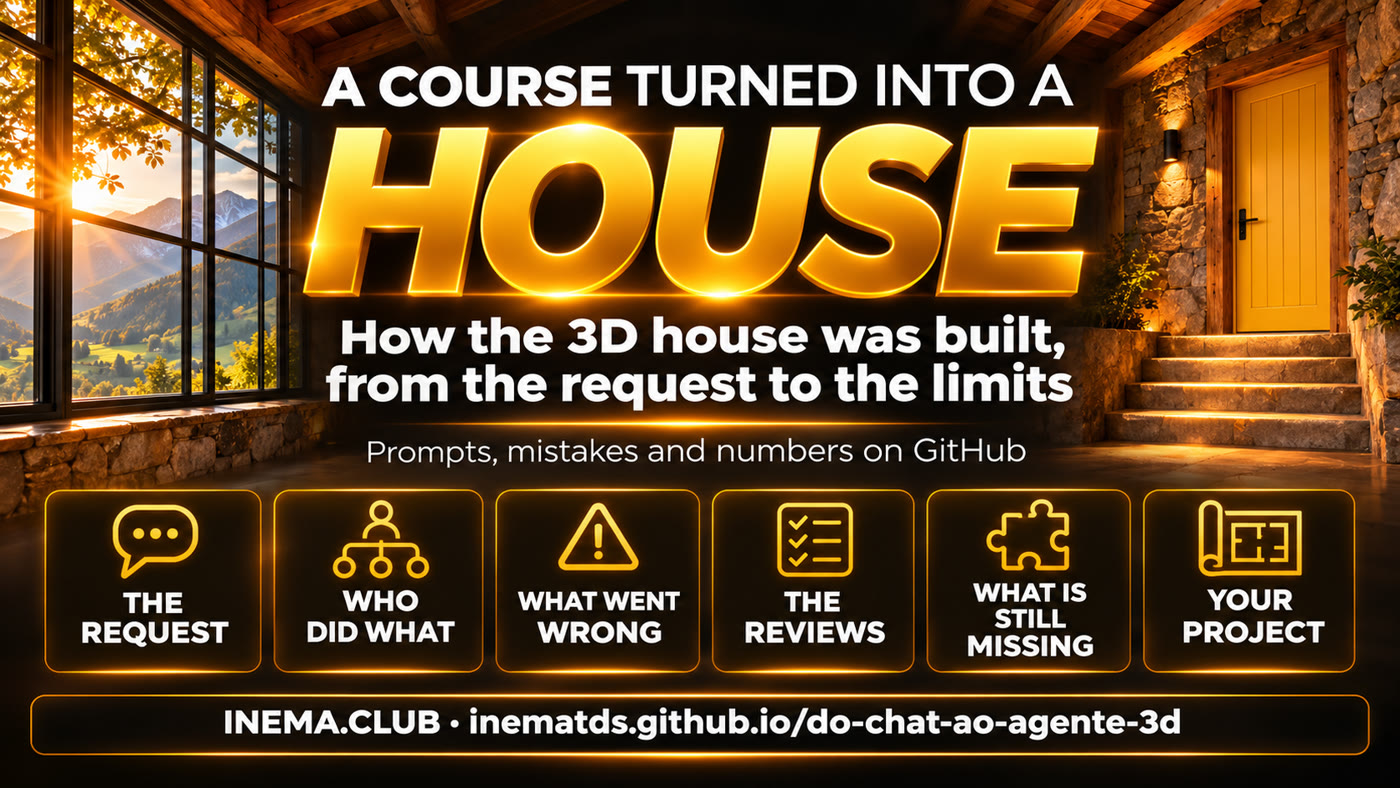 A COURSE TURNED INTO A
HOUSE
How the 3D house was built,
from the request to the limits
Prompts, mistakes and numbers on GitHub
THE
REQUEST
WHO
DID WHAT
WHAT WENT
WRONG
THE
REVIEWS
WHAT IS
STILL
MISSING
YOUR
PROJECT
INEMA.CLUB • inematds.github.io/do-chat-ao-agente-3d